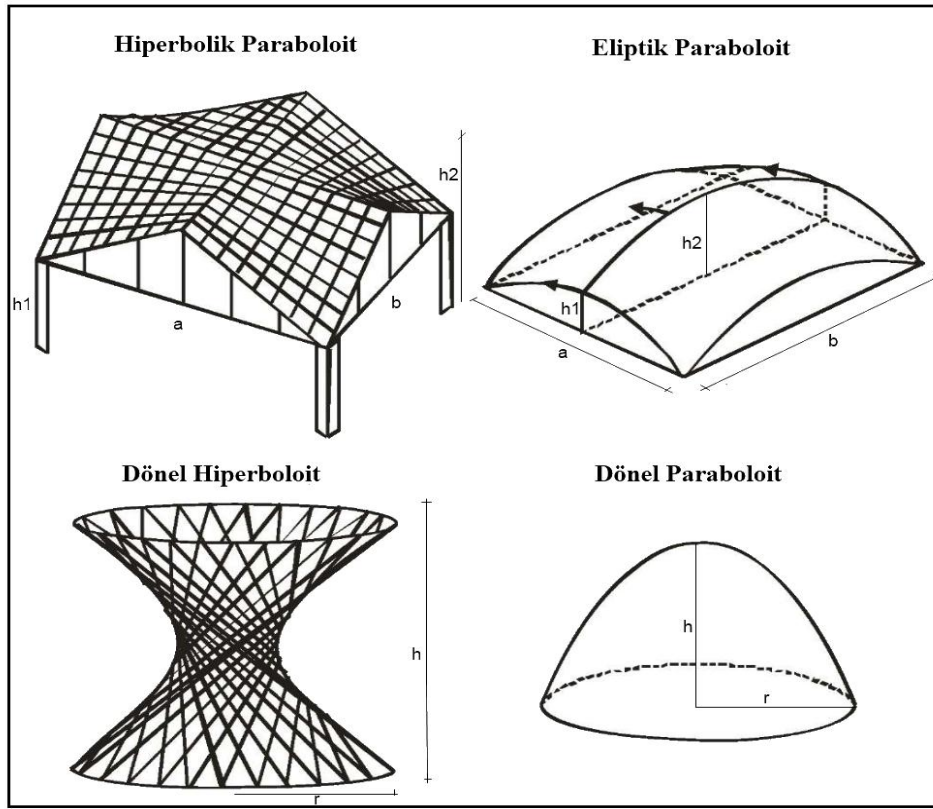 Hiperbolik Paraboloit
h1
a
b
h2
Eliptik Paraboloit
h2
h1
a
b
Dönel Hiperboloit
h
r
Dönel Paraboloit
h
r